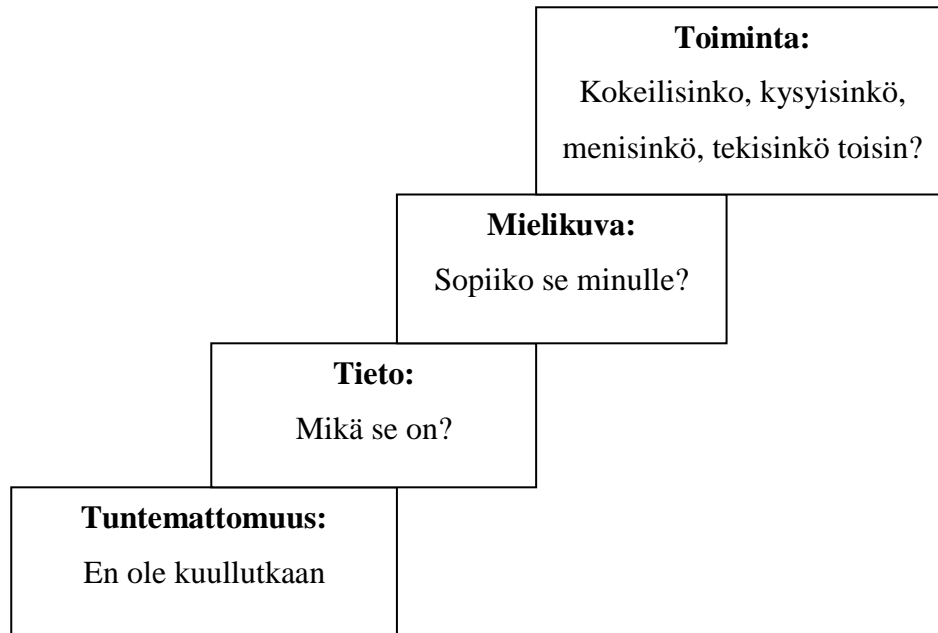 Toiminta:
Kokeilisinko, kysyisinkö,
menisinkö, tekisinkö toisin?
Mielikuva:
Sopiiko se minulle?
Tieto:
Mikä se on?
Tuntemattomuus:
En ole kuullutkaan